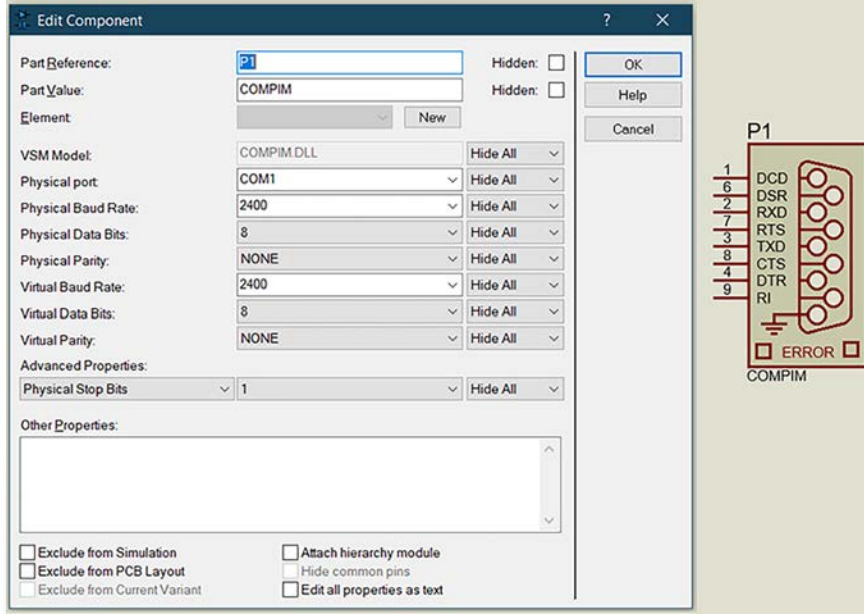 Edit Component ? ×
Part Reference: P1 Hidden:
Part Value: COMPIM Hidden:
Element: New
VSM Model: COMPIM.DLL Hide All
Physical port: COM1 Hide All
Physical Baud Rate: 2400 Hide All
Physical Data Bits: 8 Hide All
Physical Parity: NONE Hide All
Virtual Baud Rate: 2400 Hide All
Virtual Data Bits: 8 Hide All
Virtual Parity: NONE Hide All
Advanced Properties:
Physical Stop Bits 1 Hide All
Other Properties:
Exclude from Simulation Attach hierarchy module
Exclude from PCB Layout Hide common pins
Exclude from Current Variant Edit all properties as text
OK
Help
Cancel
P1
1 DCD
6 DSR
2 RXD
7 RTS
3 TXD
8 CTS
4 DTR
9 RI
ERROR
COMPIM